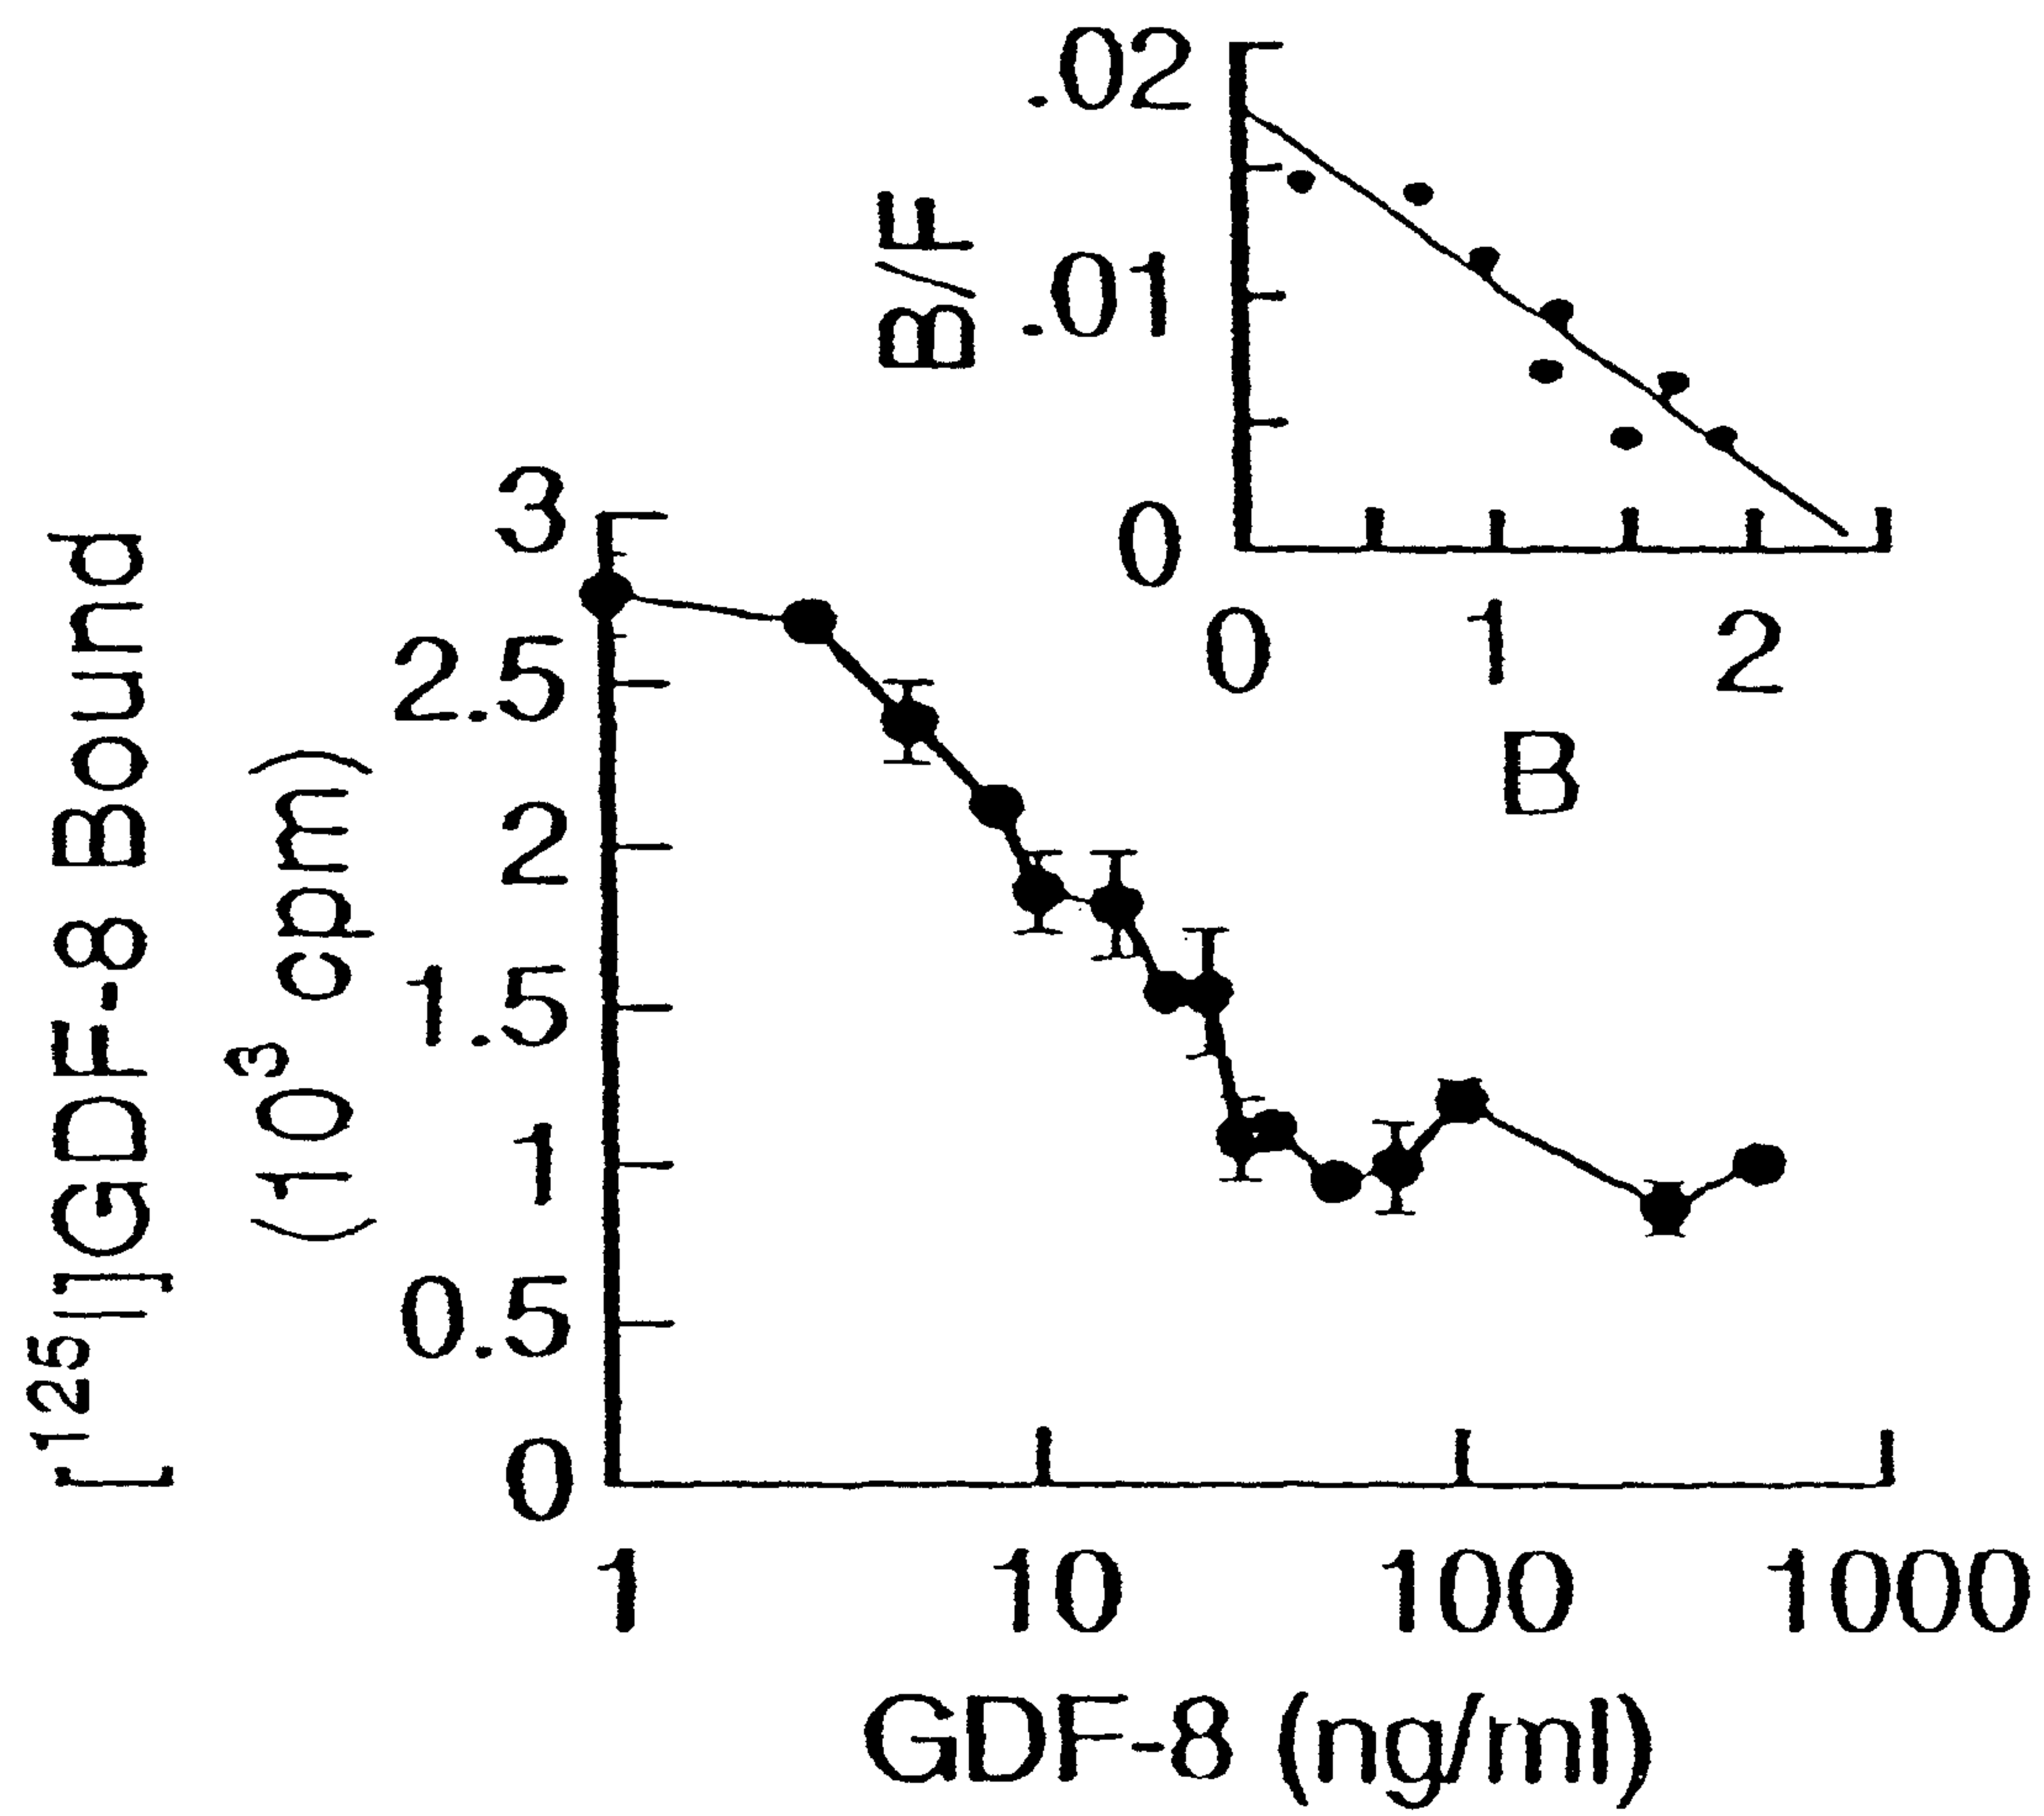 .02
.01
0
B/F
0 1 2
B
3
2.5
2
1.5
1
0.5
0
[¹²⁵I]GDF-8 Bound
(10³ cpm)
1 10 100 1000
GDF-8 (ng/ml)